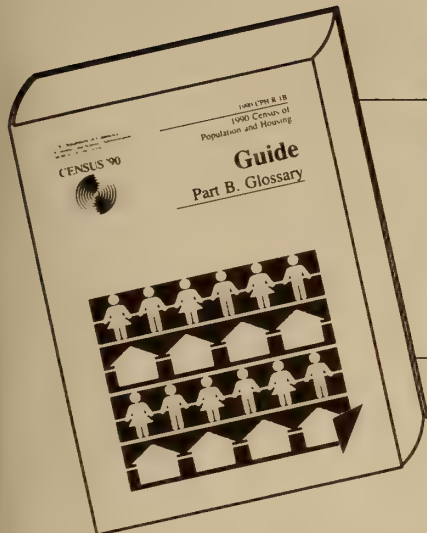 CENSUS '90
1990 CPH-R-1B
1990 Census of
Population and Housing
Guide
Part B. Glossary